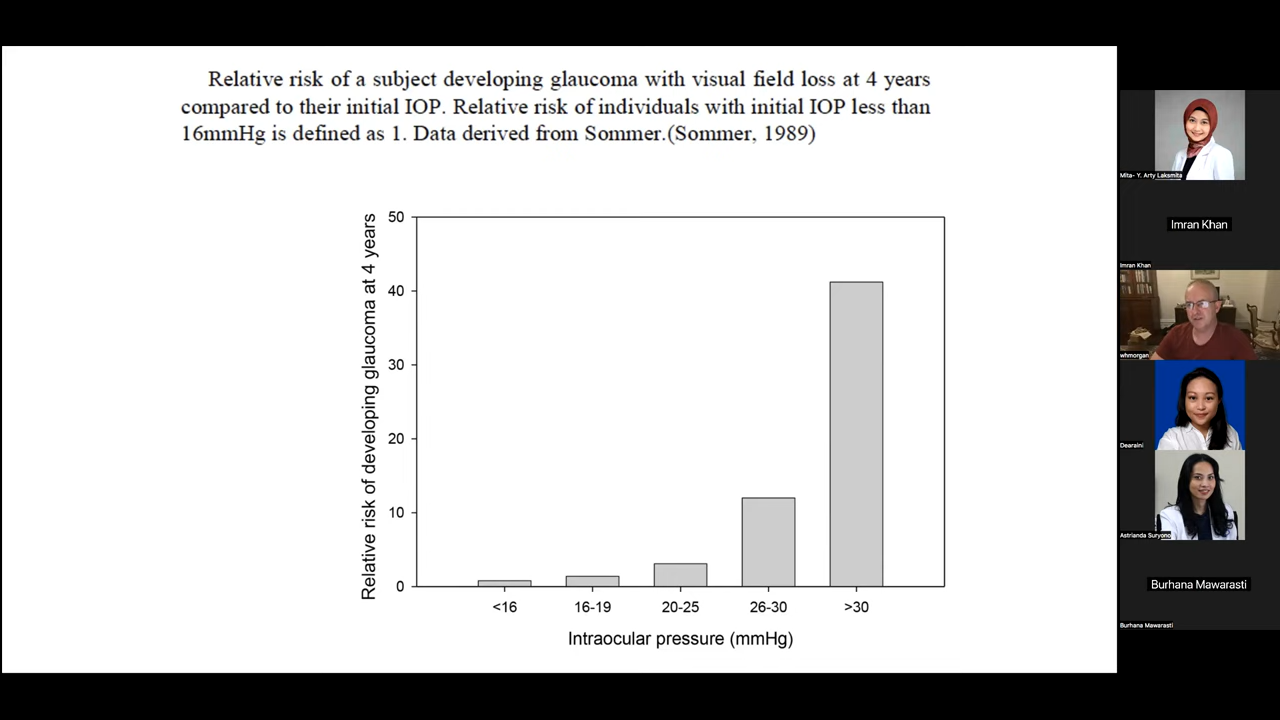 Relative risk of a subject developing glaucoma with visual field loss at 4 years
compared to their initial IOP. Relative risk of individuals with initial IOP less than
16mmHg is defined as 1. Data derived from Sommer.(Sommer, 1989)
Relative risk of developing glaucoma at 4 years
50
40
30
20
10
0
<16
16-19
20-25
26-30
>30
Intraocular pressure (mmHg)
Mita- Y. Arty Laksmita
Imran Khan
Imran Khan
whmorgan
Dearaini
Astrianda Suryono
Burhana Mawarasti
Burhana Mawarasti